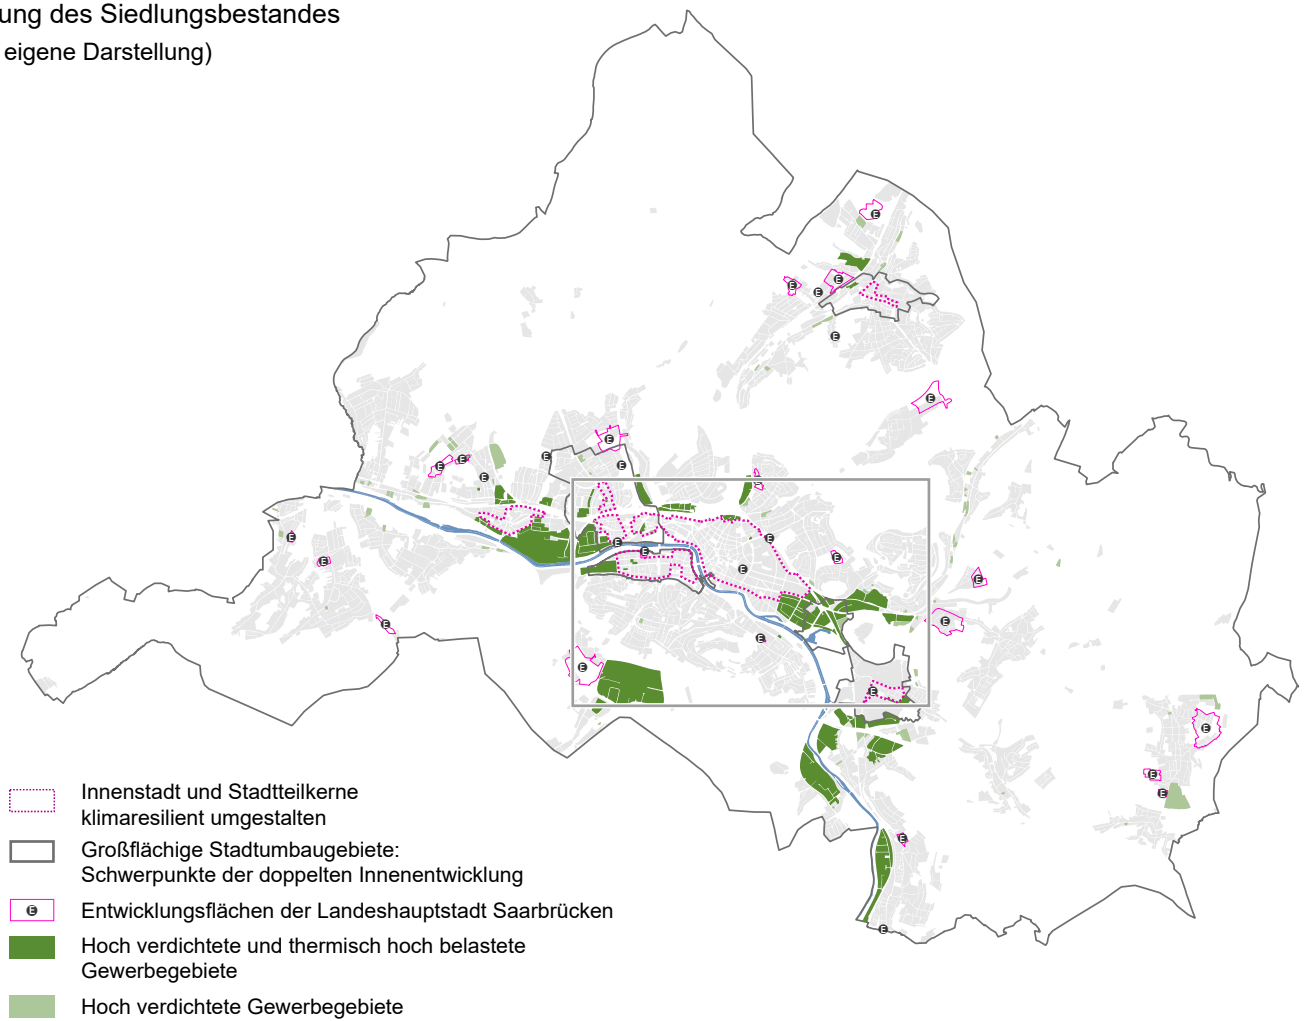 ung des Siedlungsbestandes
eigene Darstellung)
Innenstadt und Stadtteilkerne
klimaresilient umgestalten
Großflächige Stadtumbaugebiete:
Schwerpunkte der doppelten Innenentwicklung
E Entwicklungsflächen der Landeshauptstadt Saarbrücken
Hoch verdichtete und thermisch hoch belastete
Gewerbegebiete
Hoch verdichtete Gewerbegebiete